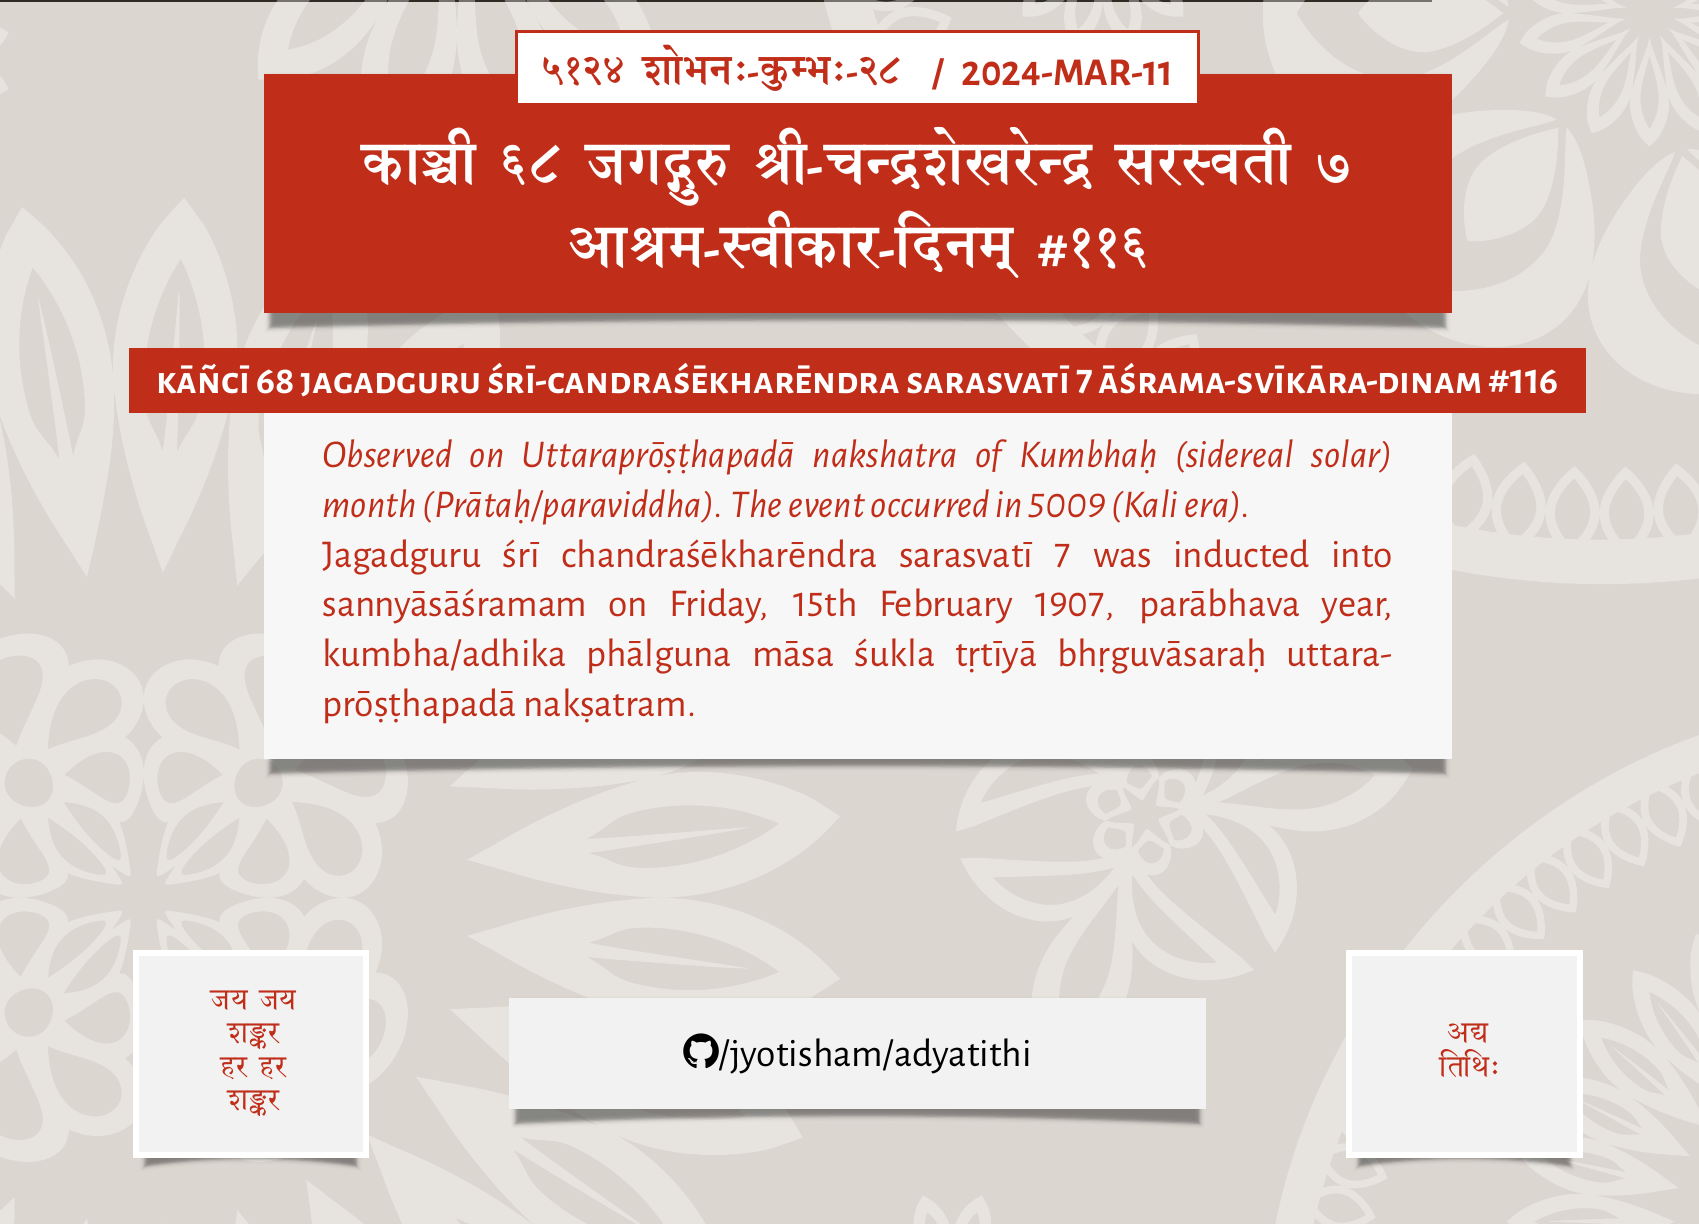 ५१२४ शोभनः-कुम्भः-२८ / 2024-MAR-11
काञ्ची ६८ जगद्गुरु श्री-चन्द्रशेखरेन्द्र सरस्वती ७
आश्रम-स्वीकार-दिनम् #११६
KĀÑCĪ 68 JAGADGURU ŚRĪ-CANDRAŚĒKHARĒNDRA SARASVATĪ 7 ĀŚRAMA-SVĪKĀRA-DINAM #116
Observed on Uttaraprōṣṭhapadā nakshatra of Kumbhaḥ (sidereal solar)
month (Prātaḥ/paraviddha). The event occurred in 5009 (Kali era).
Jagadguru śrī chandraśēkharēndra sarasvatī 7 was inducted into
sannyāsāśramam on Friday, 15th February 1907, parābhava year,
kumbha/adhika phālguna māsa śukla tṛtīyā bhṛguvāsaraḥ uttara-
prōṣṭhapadā nakṣatram.
जय जय
शङ्कर
हर हर
शङ्कर
/jyotisham/adyatithi
अद्य
तिथिः